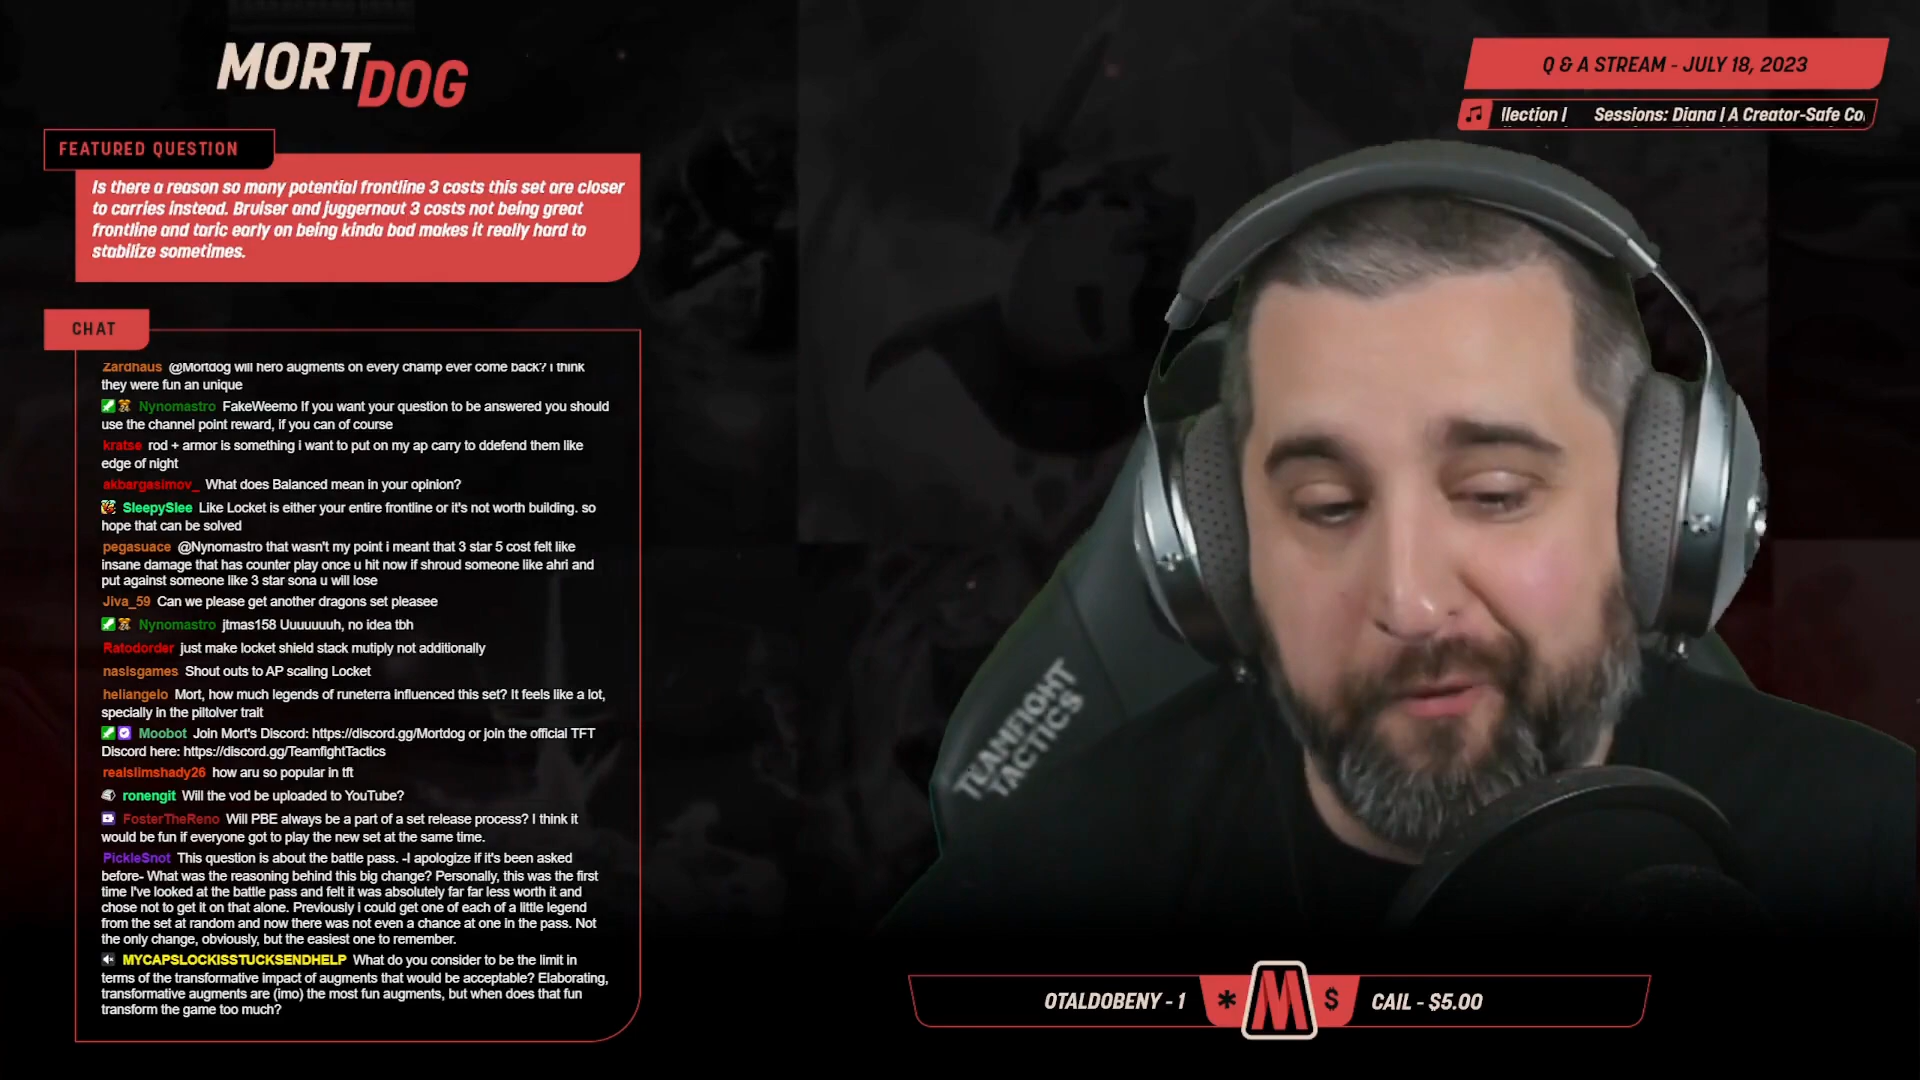 MORTDOG
Q & A STREAM - JULY 18, 2023
llection | Sessions: Diana | A Creator-Safe Co
FEATURED QUESTION
Is there a reason so many potential frontline 3 costs this set are closer
to carries instead. Bruiser and juggernaut 3 costs not being great
frontline and taric early on being kinda bad makes it really hard to
stabilize sometimes.
CHAT
Zardhaus @Mortdog will hero augments on every champ ever come back? I think
they were fun an unique
Nynomastro FakeWeemo If you want your question to be answered you should
use the channel point reward, if you can of course
kratse rod + armor is something i want to put on my ap carry to ddefend them like
edge of night
akbargasimov_ What does Balanced mean in your opinion?
SleepySlee Like Locket is either your entire frontline or it's not worth building. so
hope that can be solved
pegasuace @Nynomastro that wasn't my point i meant that 3 star 5 cost felt like
insane damage that has counter play once u hit now if shroud someone like ahri and
put against someone like 3 star sona u will lose
Jiva_59 Can we please get another dragons set pleasee
Nynomastro jtmas158 Uuuuuuuh, no idea tbh
Ratodorder just make locket shield stack mutiply not additionally
nasisgames Shout outs to AP scaling Locket
heliangelo Mort, how much legends of runeterra influenced this set? It feels like a lot,
specially in the piltolver trait
Moobot Join Mort's Discord: https://discord.gg/Mortdog or join the official TFT
Discord here: https://discord.gg/TeamfightTactics
realslimshady26 how aru so popular in tft
ronengit Will the vod be uploaded to YouTube?
FosterTheReno Will PBE always be a part of a set release process? I think it
would be fun if everyone got to play the new set at the same time.
PickleSnot This question is about the battle pass. -I apologize if it's been asked
before- What was the reasoning behind this big change? Personally, this was the first
time I've looked at the battle pass and felt it was absolutely far far less worth it and
chose not to get it on that alone. Previously i could get one of each of a little legend
from the set at random and now there was not even a chance at one in the pass. Not
the only change, obviously, but the easiest one to remember.
MYCAPSLOCKISSTUCKSENDHELP What do you consider to be the limit in
terms of the transformative impact of augments that would be acceptable? Elaborating,
transformative augments are (imo) the most fun augments, but when does that fun
transform the game too much?
TEAMFIGHT
TACTICS
OTALDOBENY - 1 * M $ CAIL - $5.00